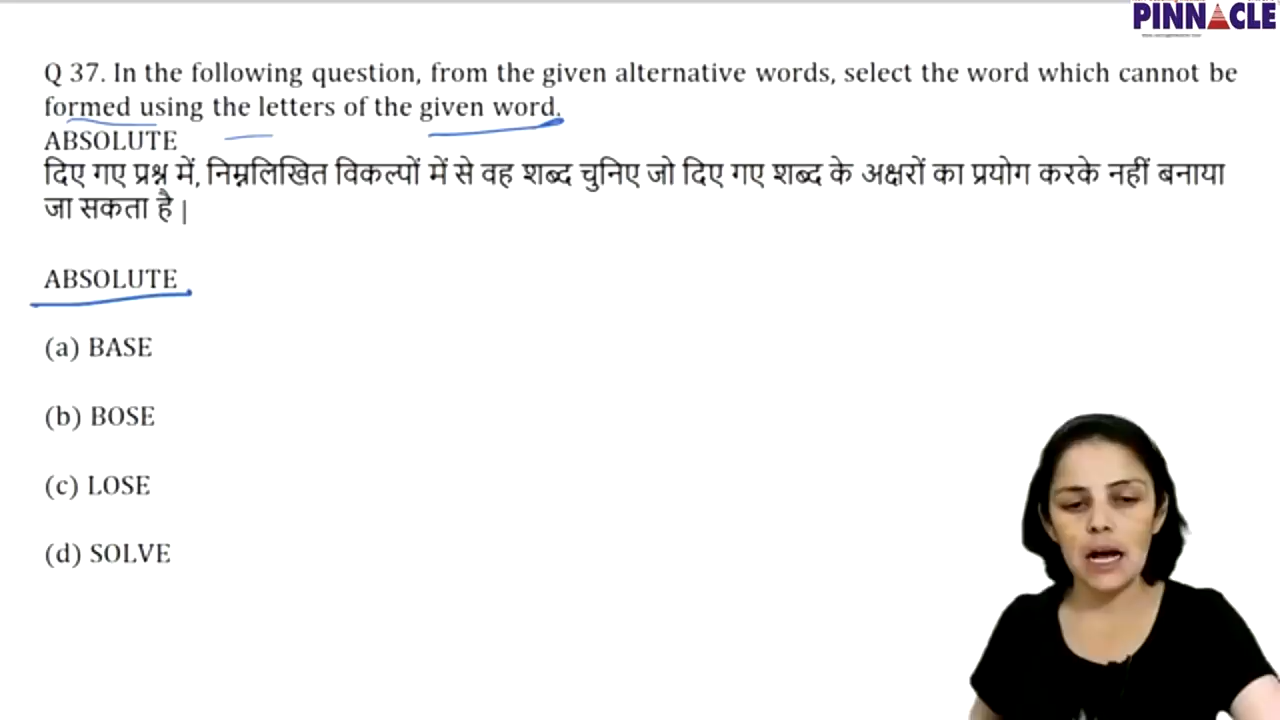 PINNACLE
Q 37. In the following question, from the given alternative words, select the word which cannot be
formed using the letters of the given word.
ABSOLUTE
दिए गए प्रश्न में, निम्नलिखित विकल्पों में से वह शब्द चुनिए जो दिए गए शब्द के अक्षरों का प्रयोग करके नहीं बनाया
जा सकता है |
ABSOLUTE
(a) BASE
(b) BOSE
(c) LOSE
(d) SOLVE